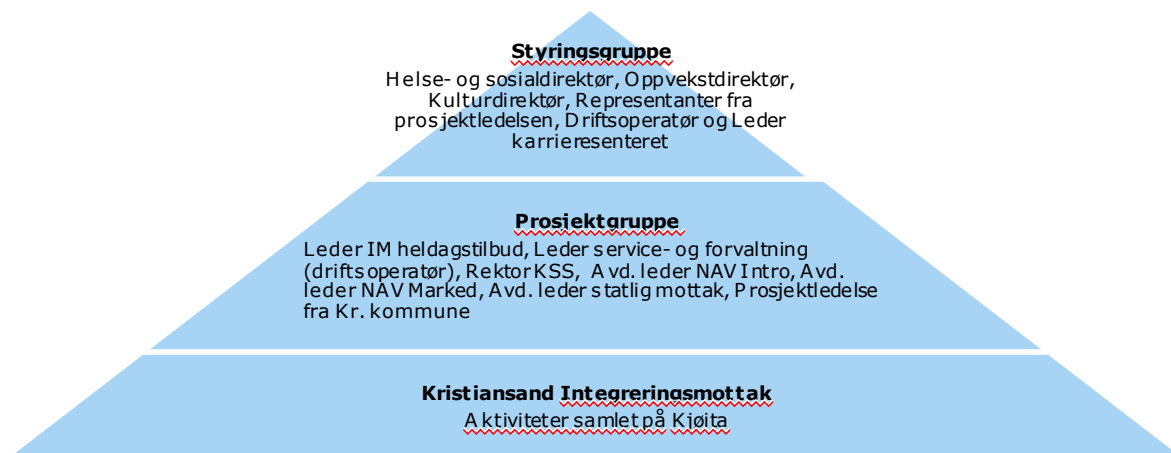 Styringsgruppe
Helse- og sosialdirektør, Oppvekstdirektør,
Kulturdirektør, Representanter fra
prosjektledelsen, Driftsoperatør og Leder
karrieresenteret
Prosjektgruppe
Leder IM heldagstilbud, Leder service- og forvaltning
(driftsoperatør), Rektor KSS, Avd. leder NAV Intro, Avd.
leder NAV Marked, Avd. leder statlig mottak, Prosjektledelse
fra Kr. kommune
Kristiansand Integreringsmottak
Aktiviteter samlet på Kjøita